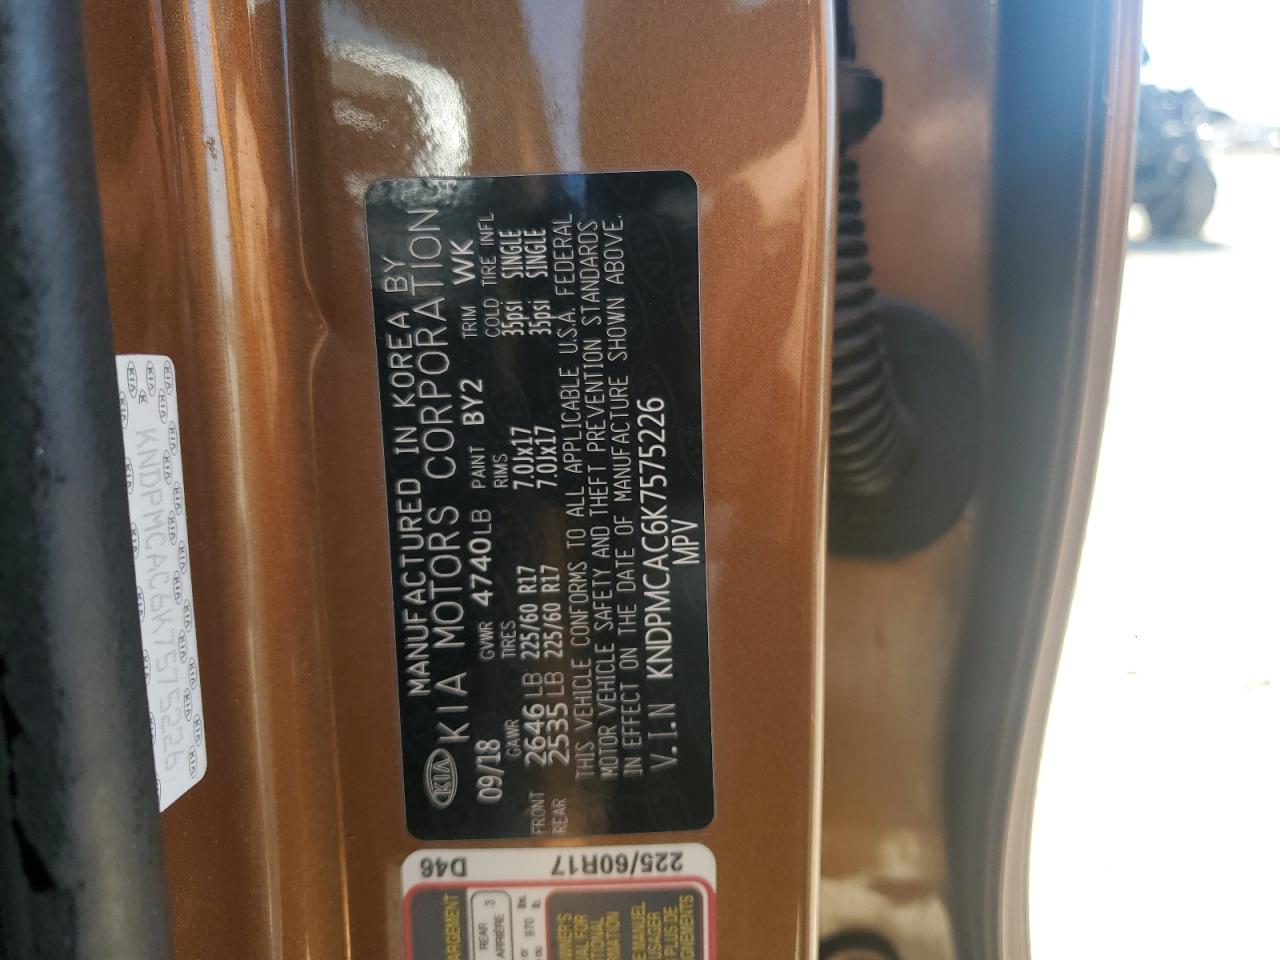 MANUFACTURED IN KOREA BY
KIA KIA MOTORS CORPORATION
09/18 GVWR 4740LB PAINT BY2 TRIM WK
GAWR TIRES RIMS COLD TIRE INFL
FRONT 2646LB 225/60 R17 7.0Jx17 35psi SINGLE
REAR 2535LB 225/60 R17 7.0Jx17 35psi SINGLE
THIS VEHICLE CONFORMS TO ALL APPLICABLE U.S.A. FEDERAL
MOTOR VEHICLE SAFETY AND THEFT PREVENTION STANDARDS
IN EFFECT ON THE DATE OF MANUFACTURE SHOWN ABOVE.
V.I.N KNDPMCAC6K7575226
MPV
KNDPMCAC6K7575226
D46
225/60R17
REAR 3